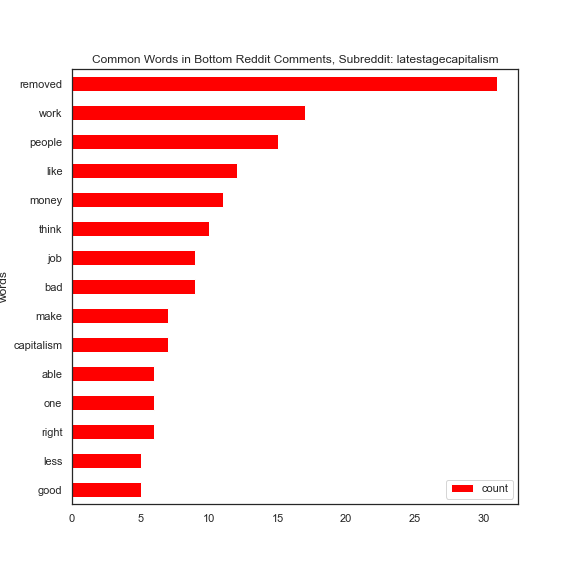 Common Words in Bottom Reddit Comments, Subreddit: latestagecapitalism
removed
work
people
like
money
think
job
bad
words
make
capitalism
able
one
right
less
good
count
0 5 10 15 20 25 30